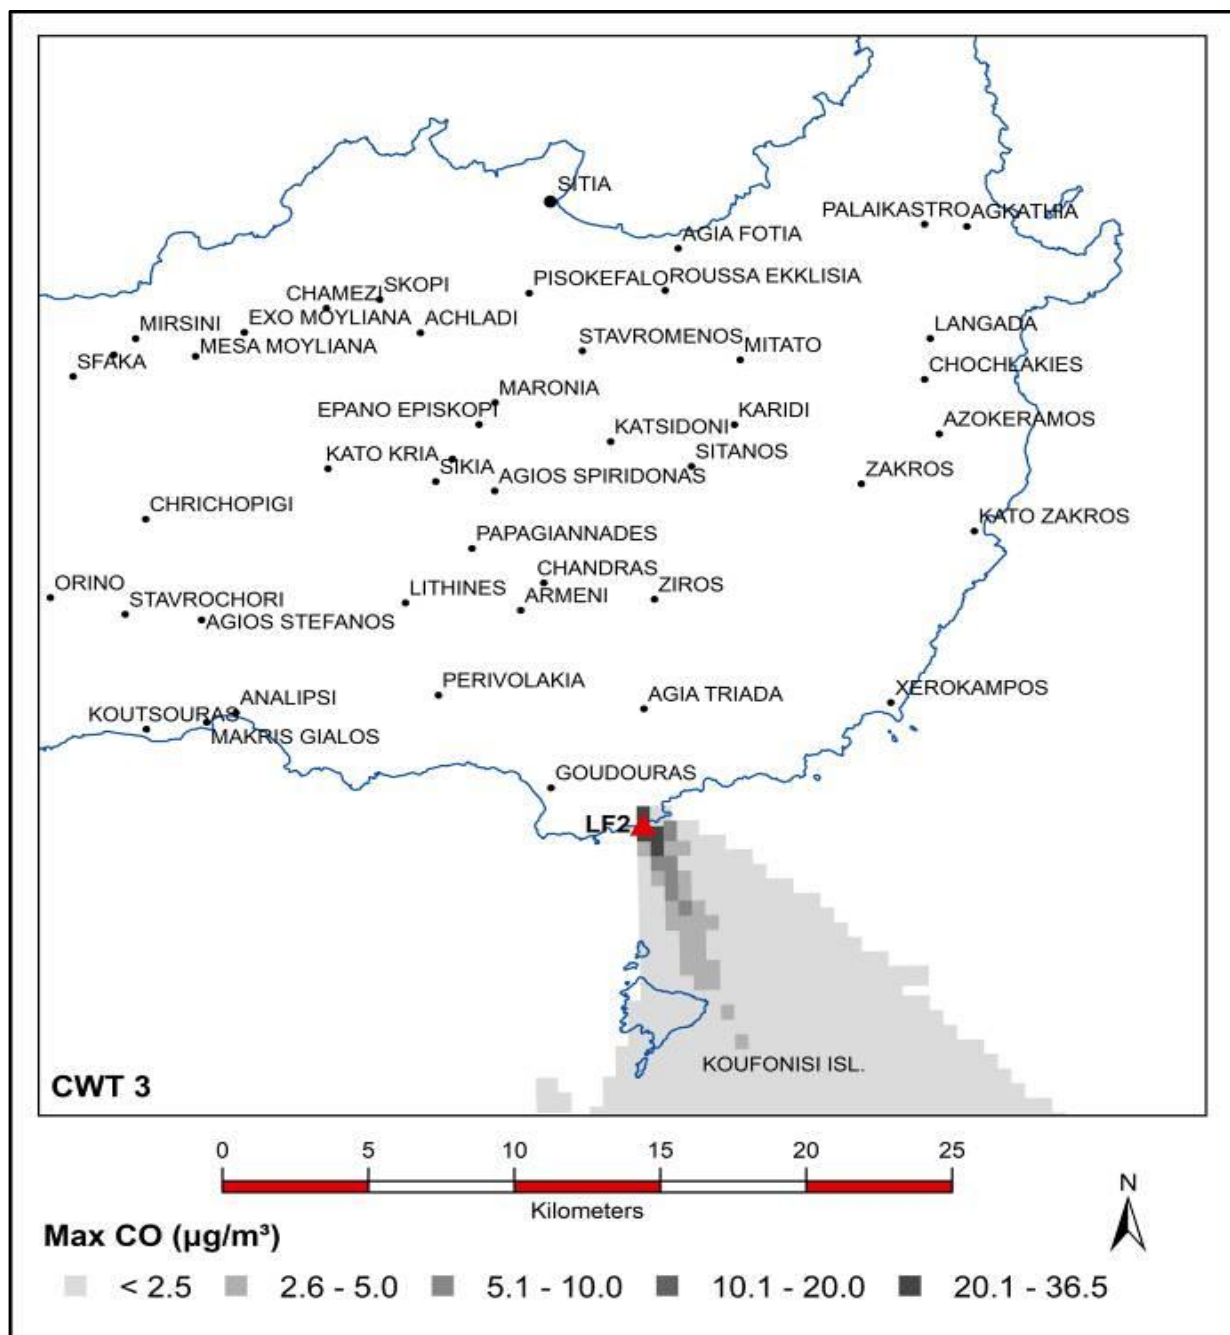 SITIA
PALAIKASTRO
AGKATHIA
AGIA FOTIA
PISOKEFALO
ROUSSA EKKLISIA
SKOPI
CHAMEZI
EXO MOYLIANA
ACHLADI
MIRSINI
MESA MOYLIANA
SFAKA
STAVROMENOS
MITATO
LANGADA
CHOCHLAKIES
MARONIA
EPANO EPISKOPI
KATSIDONI
KARIDI
AZOKERAMOS
KATO KRIA
SIKIA
SITANOS
ZAKROS
AGIOS SPIRIDONAS
CHRICHOPIGI
KATO ZAKROS
PAPAGIANNADES
CHANDRAS
ORINO
LITHINES
ARMENI
ZIROS
STAVROCHORI
AGIOS STEFANOS
PERIVOLAKIA
AGIA TRIADA
XEROKAMPOS
ANALIPSI
KOUTSOURAS
MAKRIS GIALOS
GOUDOURAS
LF2
KOUFONISI ISL.
CWT 3
0 5 10 15 20 25
Kilometers
N
Max CO (µg/m³)
< 2.5 2.6 - 5.0 5.1 - 10.0 10.1 - 20.0 20.1 - 36.5